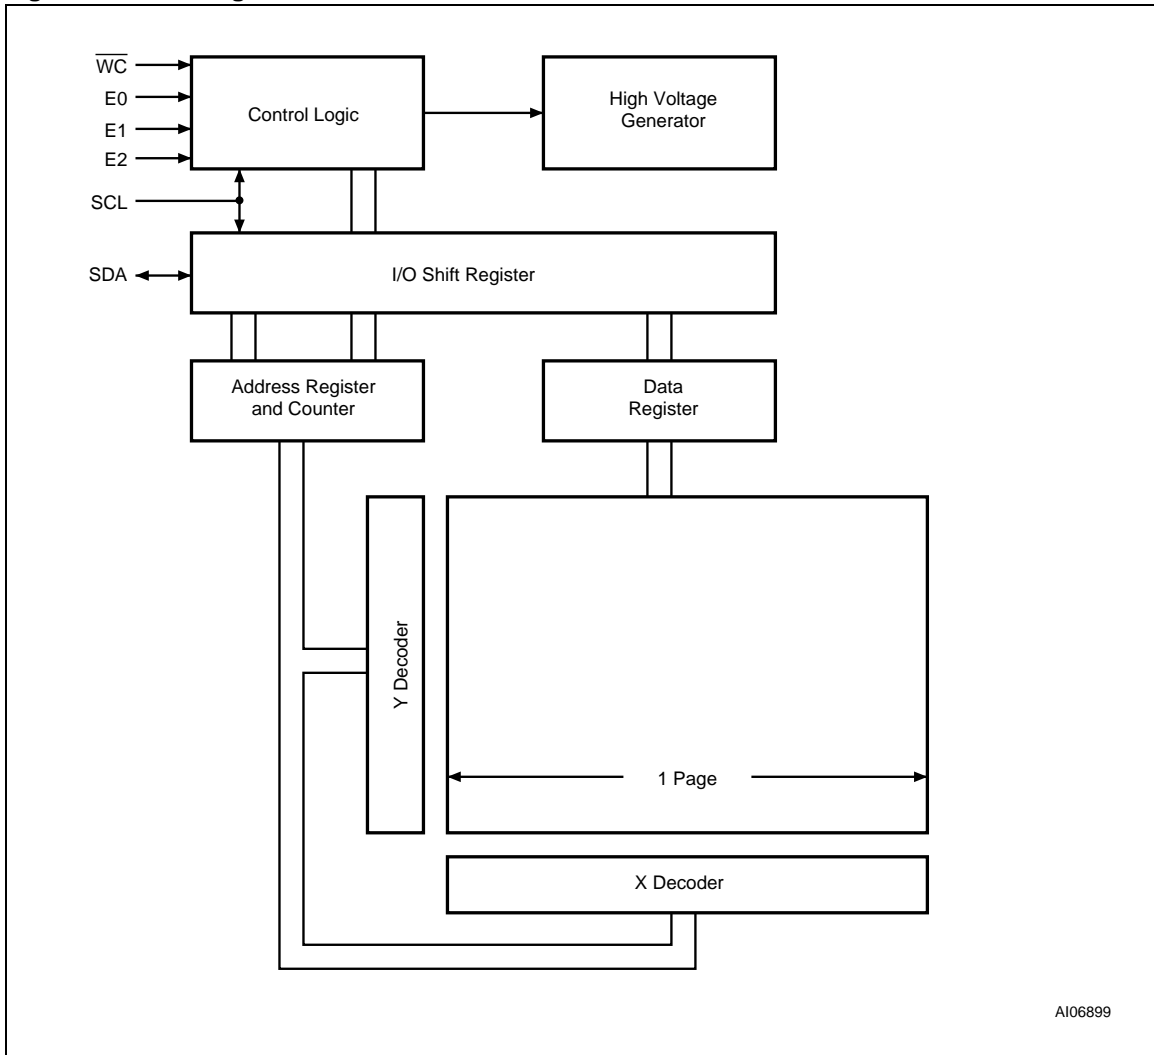 WC
E0
E1
E2
SCL
SDA
Control Logic
High Voltage
Generator
I/O Shift Register
Address Register
and Counter
Data
Register
Y Decoder
1 Page
X Decoder
AI06899